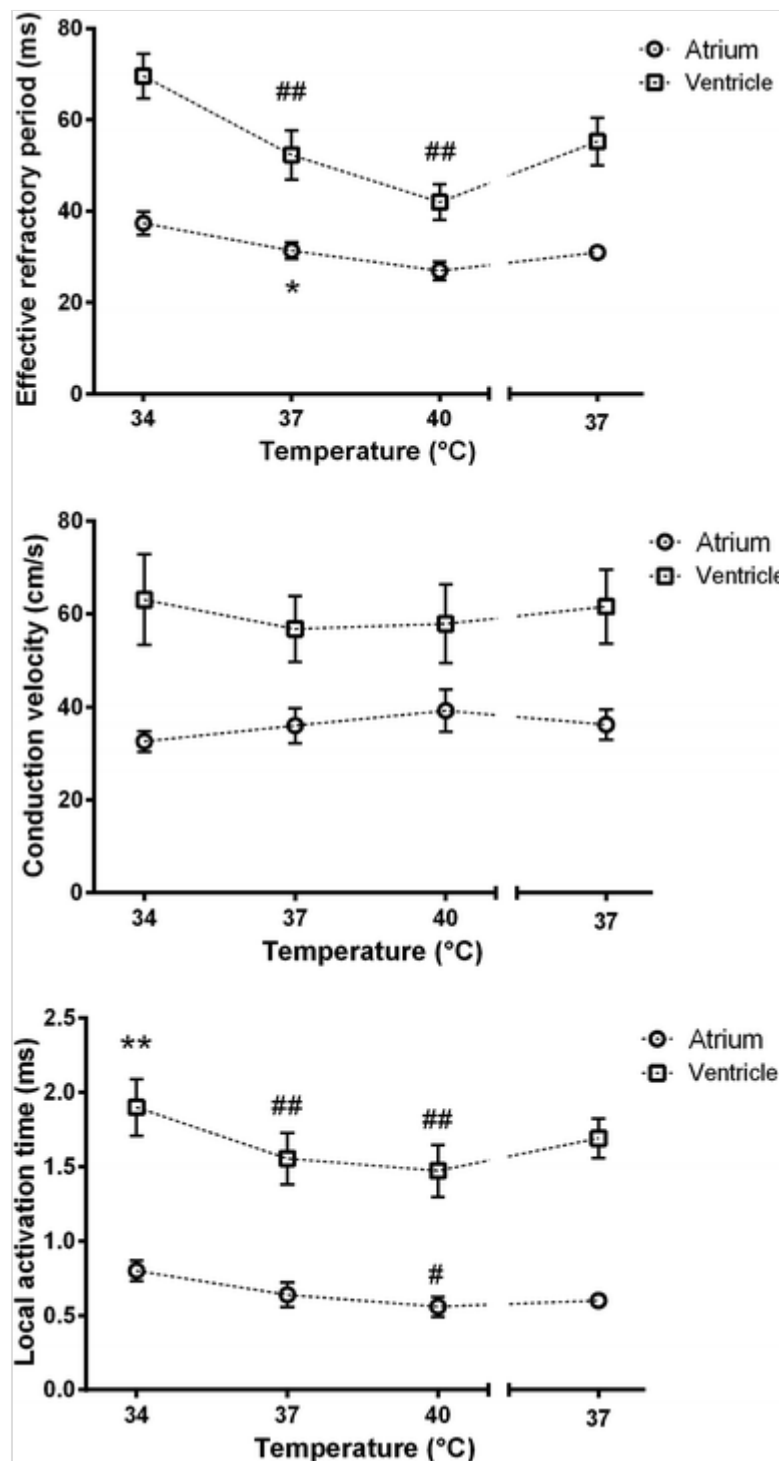 Effective refractory period (ms)
80
60
40
20
0
##
##
*
Atrium
Ventricle
34
37
40
37
Temperature (°C)
Conduction velocity (cm/s)
80
60
40
20
0
Atrium
Ventricle
34
37
40
37
Temperature (°C)
Local activation time (ms)
2.5
2.0
1.5
1.0
0.5
0.0
**
##
##
#
Atrium
Ventricle
34
37
40
37
Temperature (°C)